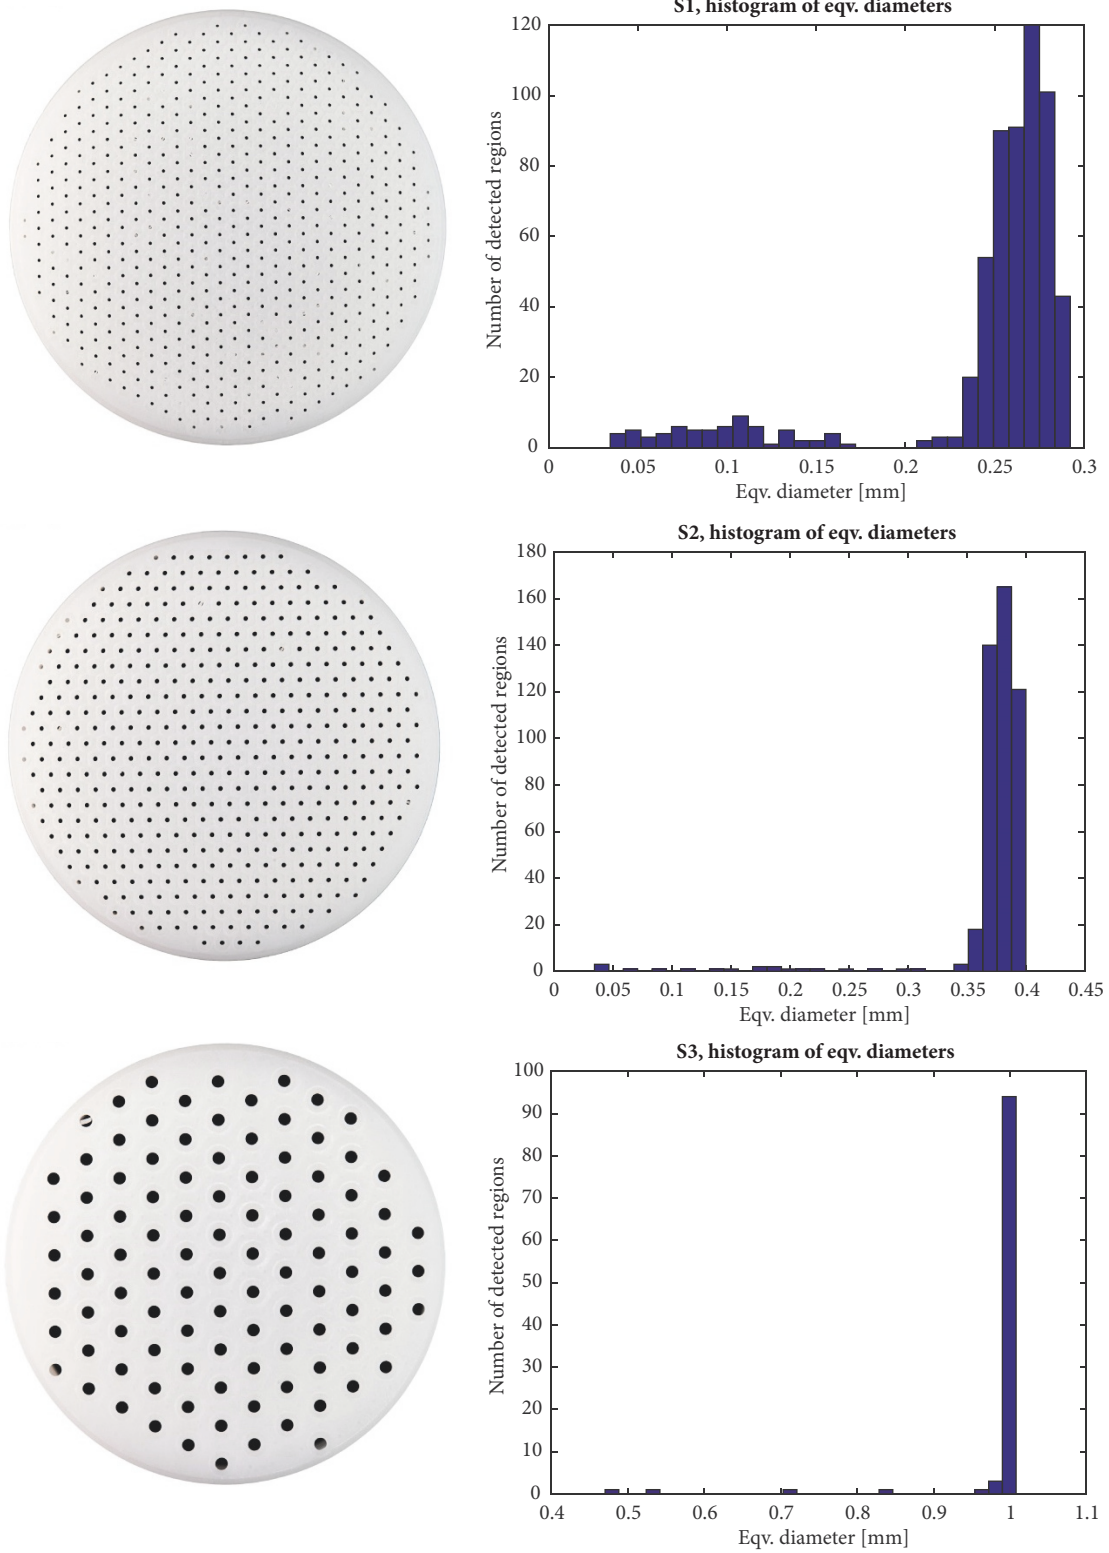 S1, histogram of eqv. diameters
120
100
80
60
40
20
0
0 0.05 0.1 0.15 0.2 0.25 0.3
Number of detected regions
Eqv. diameter [mm]
S2, histogram of eqv. diameters
180
160
140
120
100
80
60
40
20
0
0 0.05 0.1 0.15 0.2 0.25 0.3 0.35 0.4 0.45
Number of detected regions
Eqv. diameter [mm]
S3, histogram of eqv. diameters
100
90
80
70
60
50
40
30
20
10
0
0.4 0.5 0.6 0.7 0.8 0.9 1 1.1
Number of detected regions
Eqv. diameter [mm]